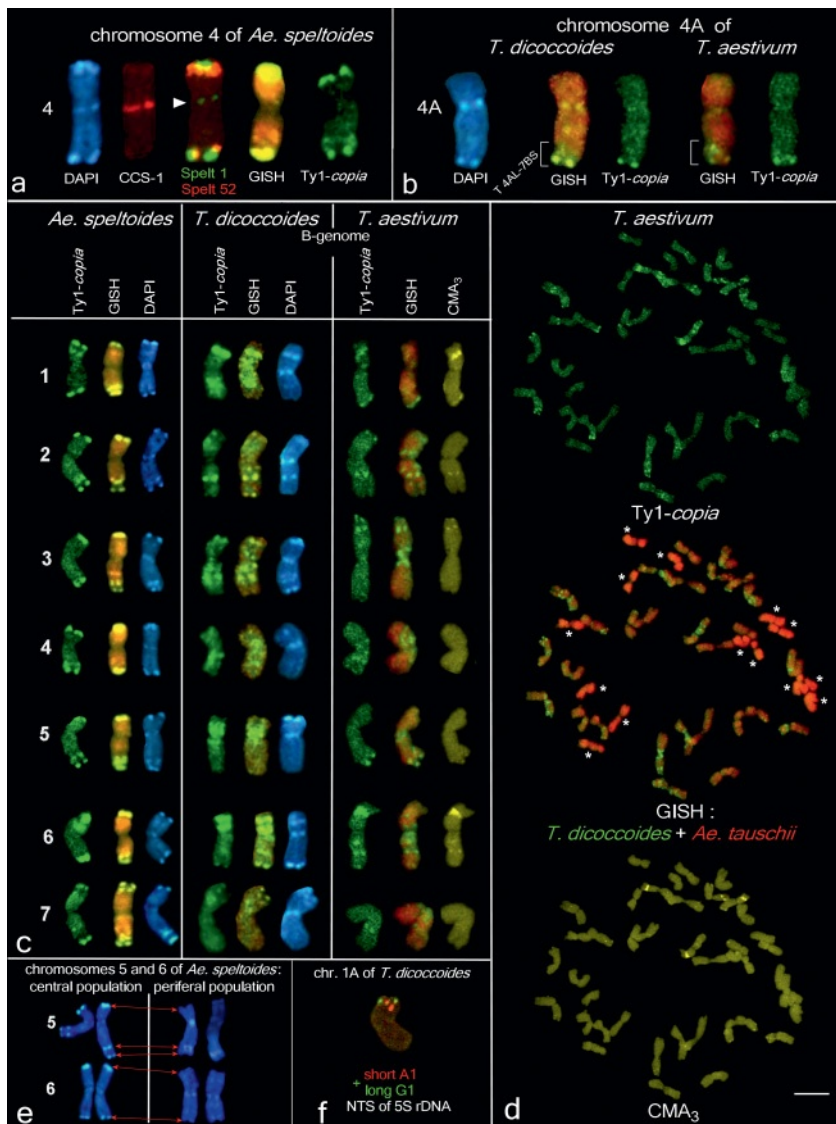 chromosome 4 of Ae. speltoides
4
DAPI
CCS-1
Spelt 1
Spelt 52
GISH
Ty1-copia
a
chromosome 4A of
T. dicoccoides
T. aestivum
4A
T 4AL-7BS
DAPI
GISH
Ty1-copia
GISH
Ty1-copia
b
Ae. speltoides
T. dicoccoides
T. aestivum
B-genome
Ty1-copia
GISH
DAPI
Ty1-copia
GISH
DAPI
Ty1-copia
GISH
CMA3
1
2
3
4
5
6
7
c
T. aestivum
Ty1-copia
* * * * * * * * * * * * * *
GISH :
T. dicoccoides + Ae. tauschii
CMA3
d
chromosomes 5 and 6 of Ae. speltoides:
central population
periferal population
5
6
e
chr. 1A of T. dicoccoides
short A1
+
long G1
NTS of 5S rDNA
f